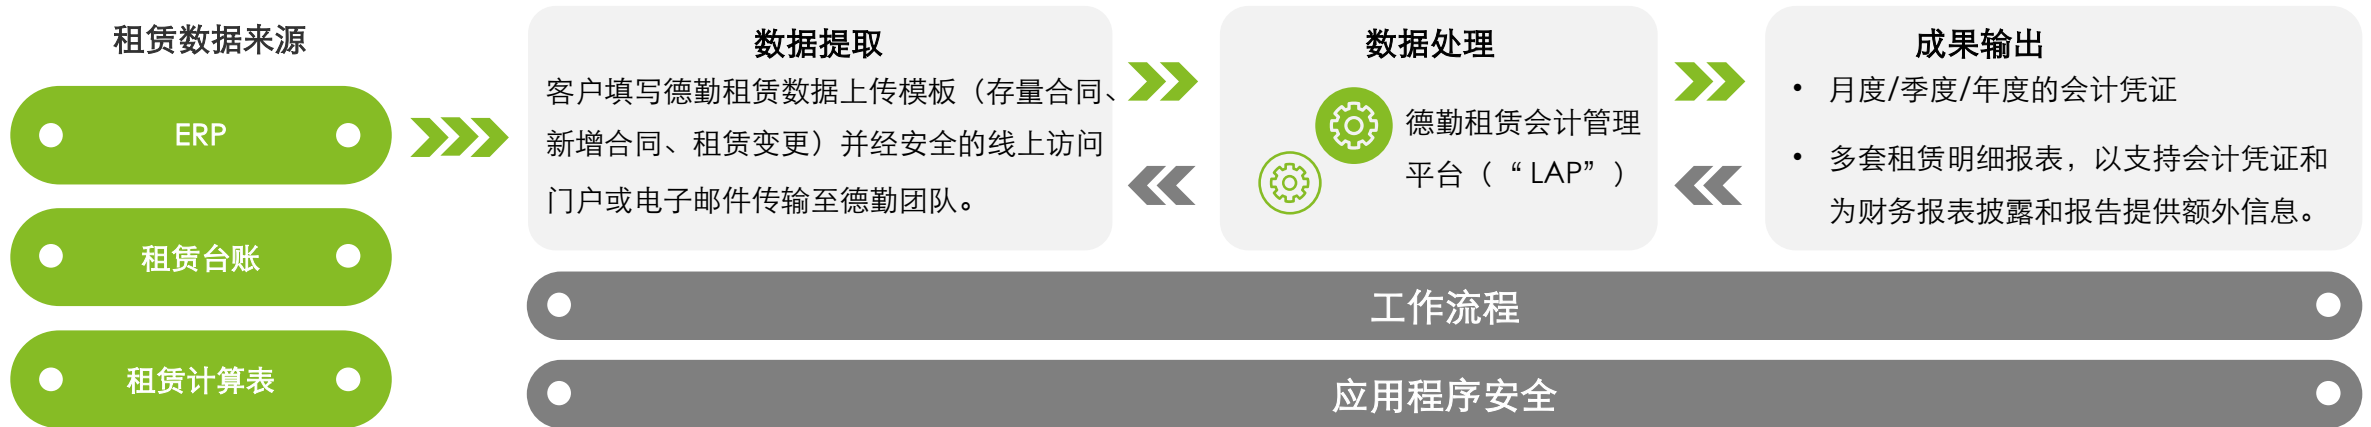 租赁数据来源
ERP
租赁台账
租赁计算表
数据提取
客户填写德勤租赁数据上传模板（存量合同、
新增合同、租赁变更）并经安全的线上访问
门户或电子邮件传输至德勤团队。
数据处理
德勤租赁会计管理
平台（“LAP”）
成果输出
• 月度/季度/年度的会计凭证
• 多套租赁明细报表，以支持会计凭证和
为财务报表披露和报告提供额外信息。
工作流程
应用程序安全